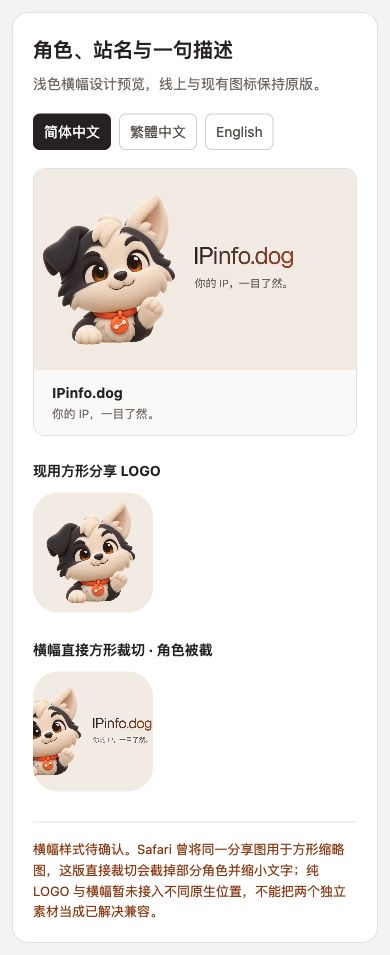 角色、站名与一句描述
浅色横幅设计预览，线上与现有图标保持原版。
简体中文
繁體中文
English
IPinfo.dog
你的 IP，一目了然。
IPinfo.dog
你的 IP，一目了然。
现用方形分享 LOGO
横幅直接方形裁切 · 角色被截
IPinfo.dog
你的 IP，一目了然。
横幅样式待确认。Safari 曾将同一分享图用于方形缩略
图，这版直接裁切会截掉部分角色并缩小文字；纯
LOGO 与横幅暂未接入不同原生位置，不能把两个独立
素材当成已解决兼容。